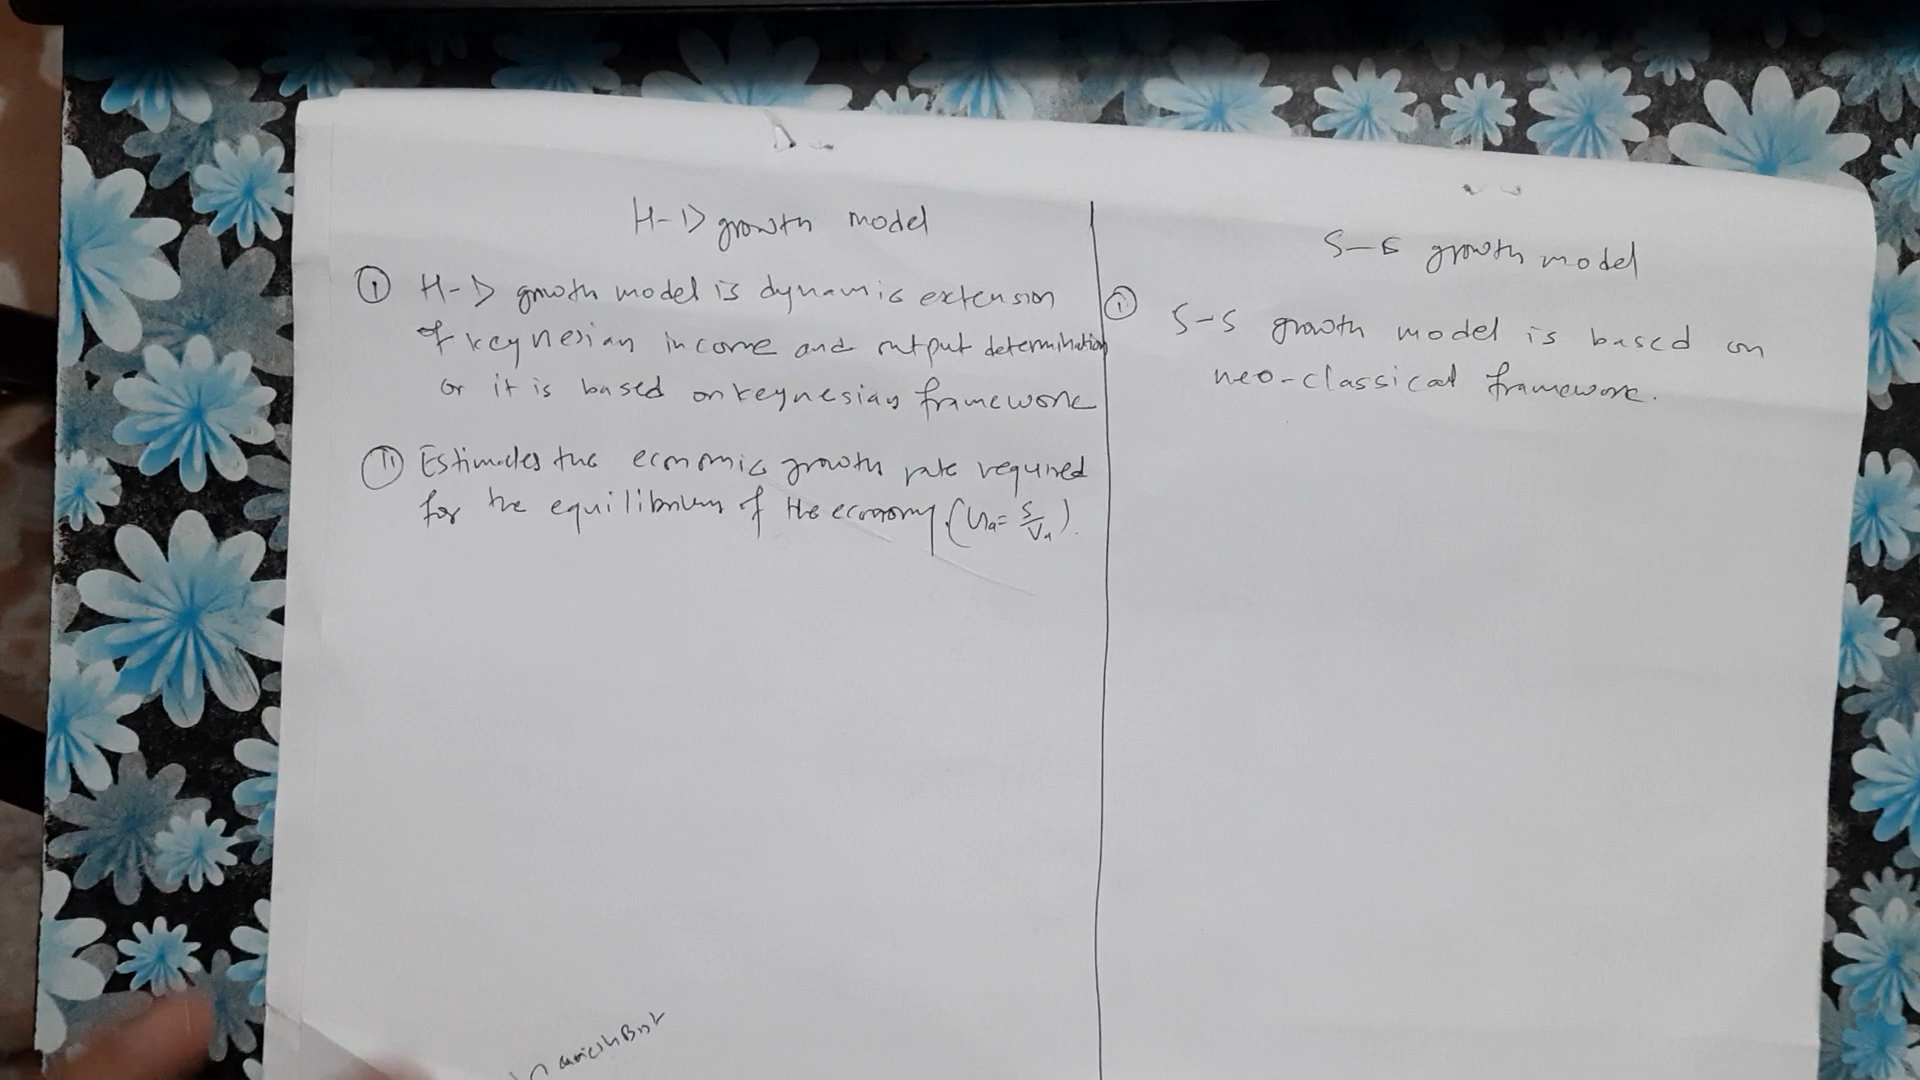 H-D growth model
① H-D growth model is dynamic extension
of keynesian income and output determination
or it is based on keynesian framework
ⓘⓘ Estimates the economic growth rate required
for the equilibrium of the economy. (Ga = S/Va).
S-S growth model
① S-S growth model is based on
neo-classical framework.